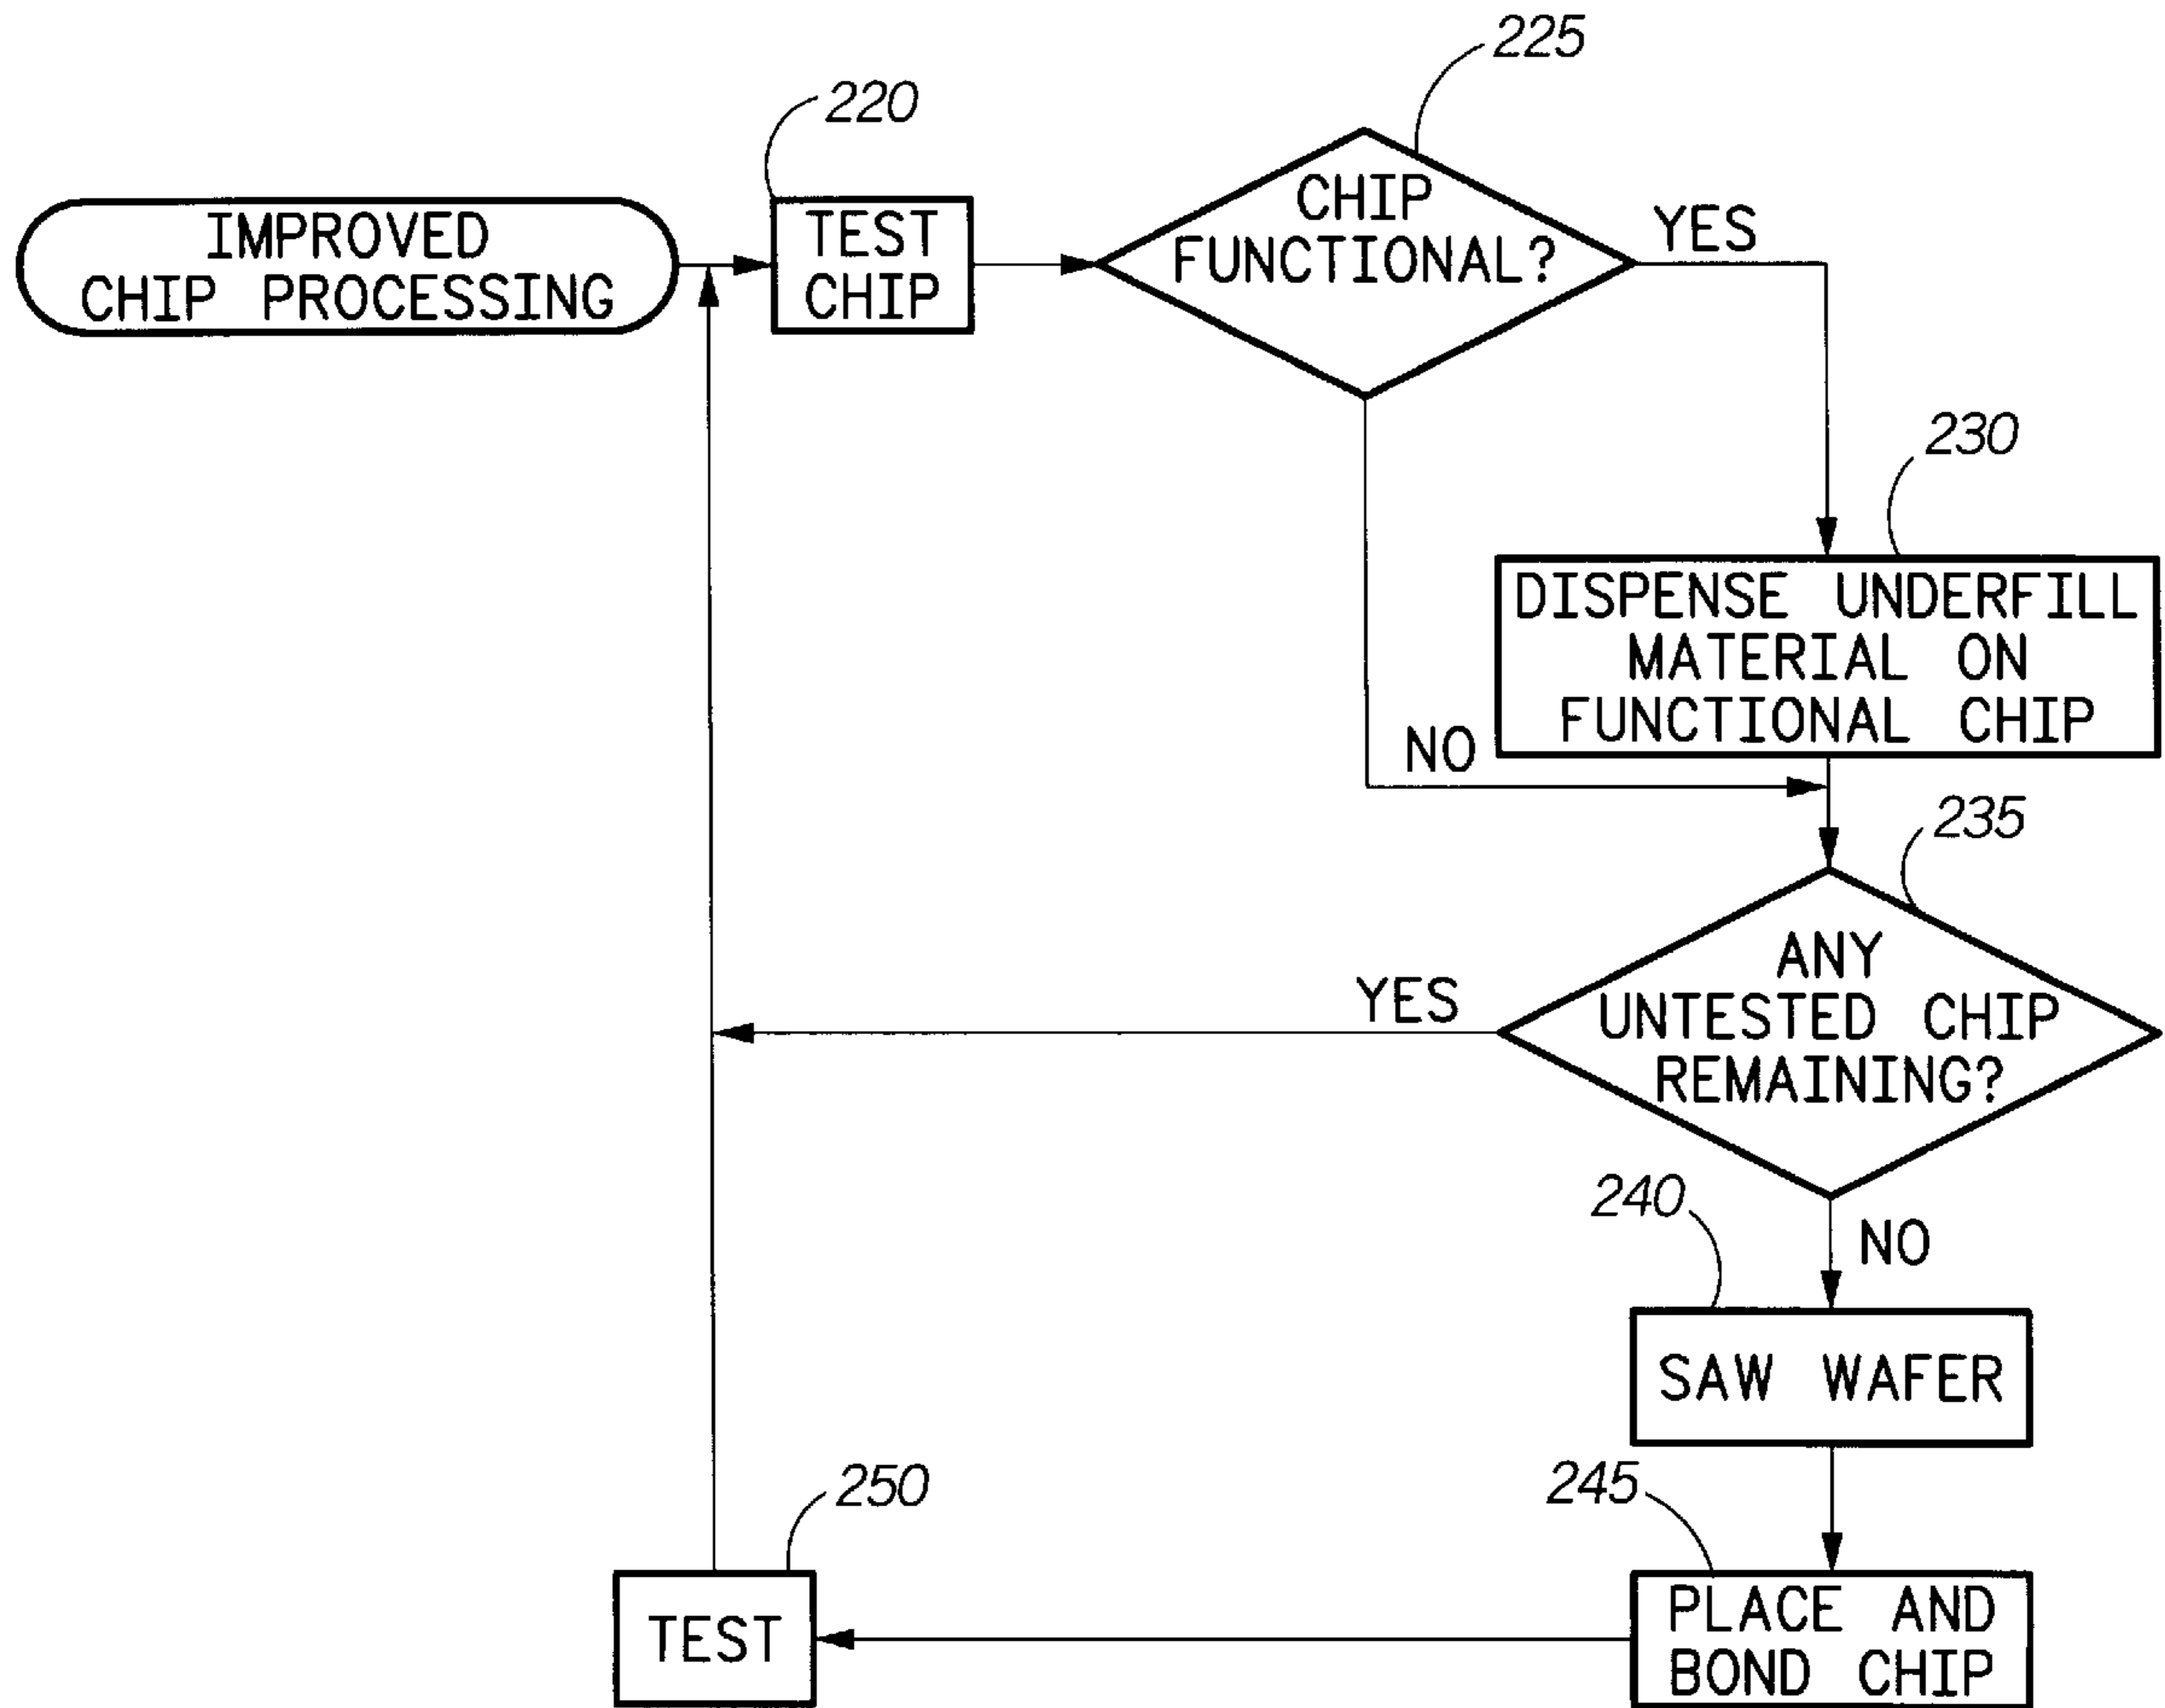 225
220
IMPROVED
CHIP PROCESSING
TEST
CHIP
CHIP
FUNCTIONAL?
YES
230
DISPENSE UNDERFILL
MATERIAL ON
FUNCTIONAL CHIP
NO
235
ANY
UNTESTED CHIP
REMAINING?
YES
240
NO
SAW WAFER
250
245
TEST
PLACE AND
BOND CHIP